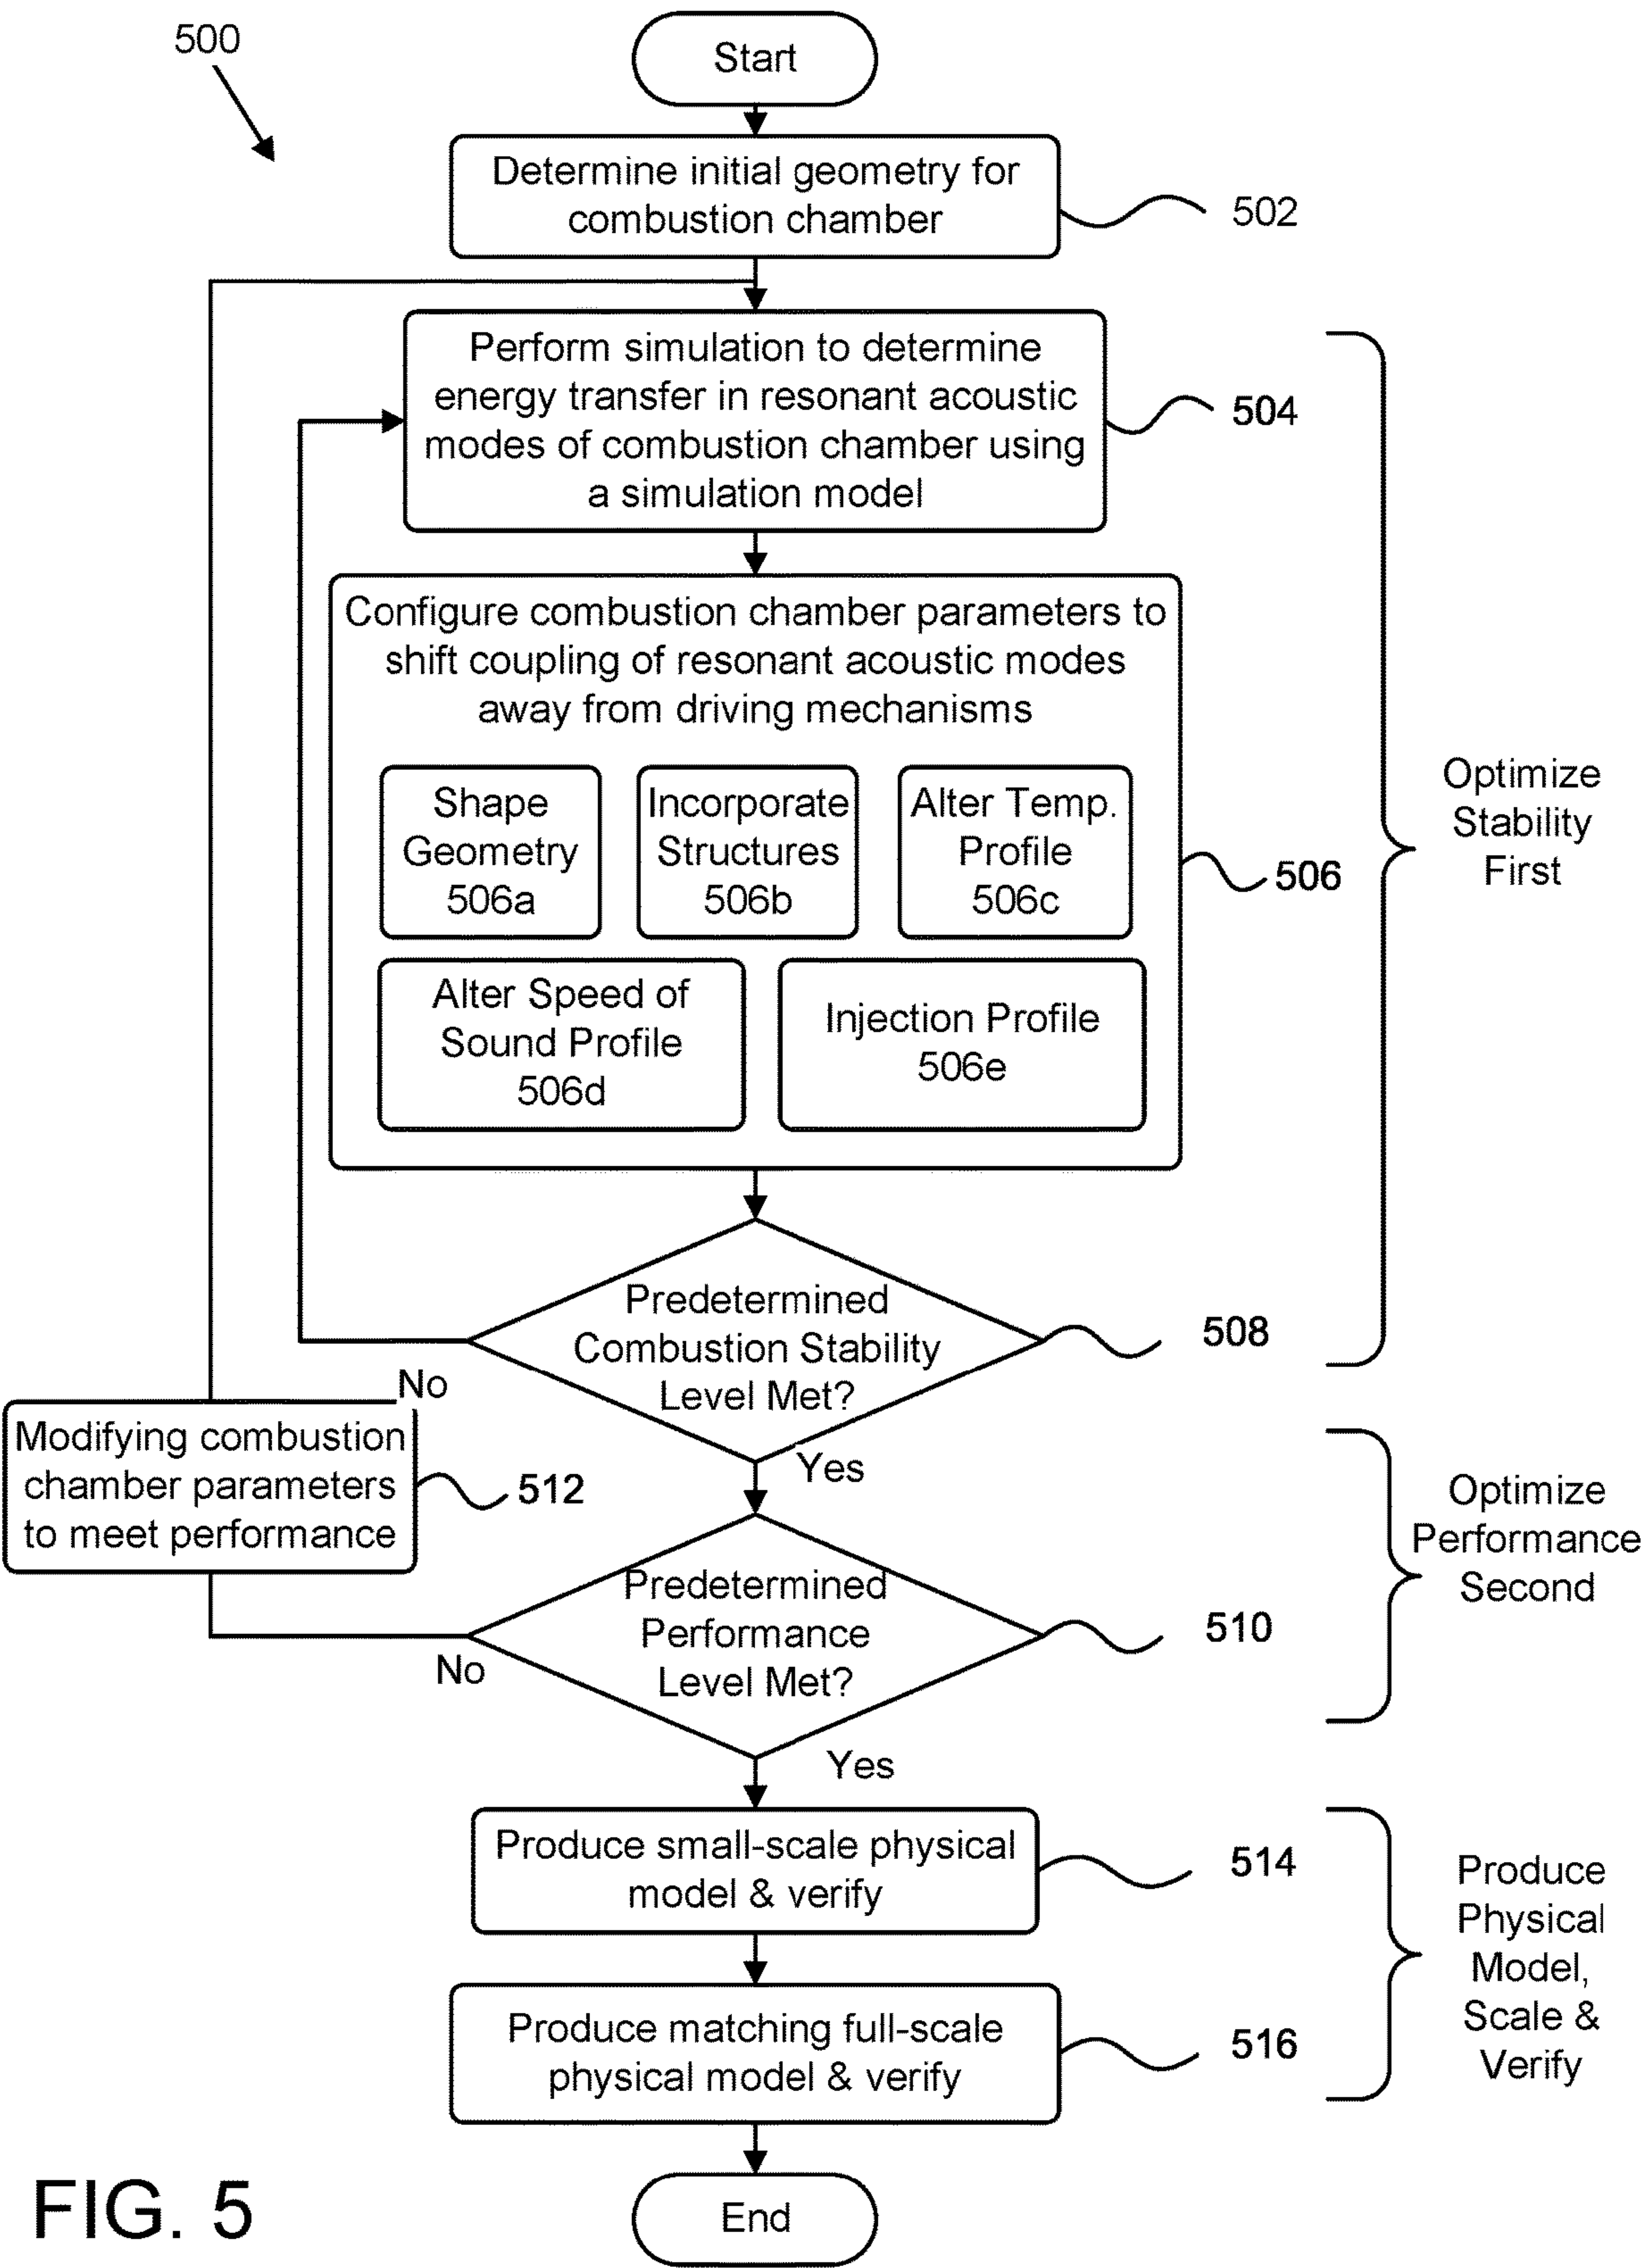 500
Start
Determine initial geometry for
combustion chamber
502
Perform simulation to determine
energy transfer in resonant acoustic
modes of combustion chamber using
a simulation model
504
Configure combustion chamber parameters to
shift coupling of resonant acoustic modes
away from driving mechanisms
Shape
Geometry
506a
Incorporate
Structures
506b
Alter Temp.
Profile
506c
Alter Speed of
Sound Profile
506d
Injection Profile
506e
506
Optimize
Stability
First
Predetermined
Combustion Stability
Level Met?
508
No
Yes
Modifying combustion
chamber parameters
to meet performance
512
Predetermined
Performance
Level Met?
510
No
Yes
Optimize
Performance
Second
Produce small-scale physical
model & verify
514
Produce matching full-scale
physical model & verify
516
Produce
Physical
Model,
Scale &
Verify
End
FIG. 5